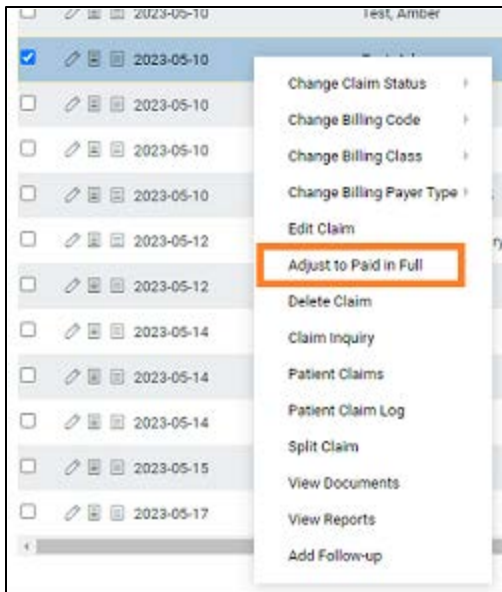 2023-05-10 Test, Amber
2023-05-10
Change Claim Status
2023-05-10
Change Billing Code
2023-05-10
Change Billing Class
2023-05-10
Change Billing Payer Type
Edit Claim
2023-05-12
Adjust to Paid in Full
2023-05-12
Delete Claim
2023-05-14
Claim Inquiry
2023-05-14
Patient Claims
2023-05-14
Patient Claim Log
2023-05-15
Split Claim
View Documents
2023-05-17
View Reports
Add Follow-up